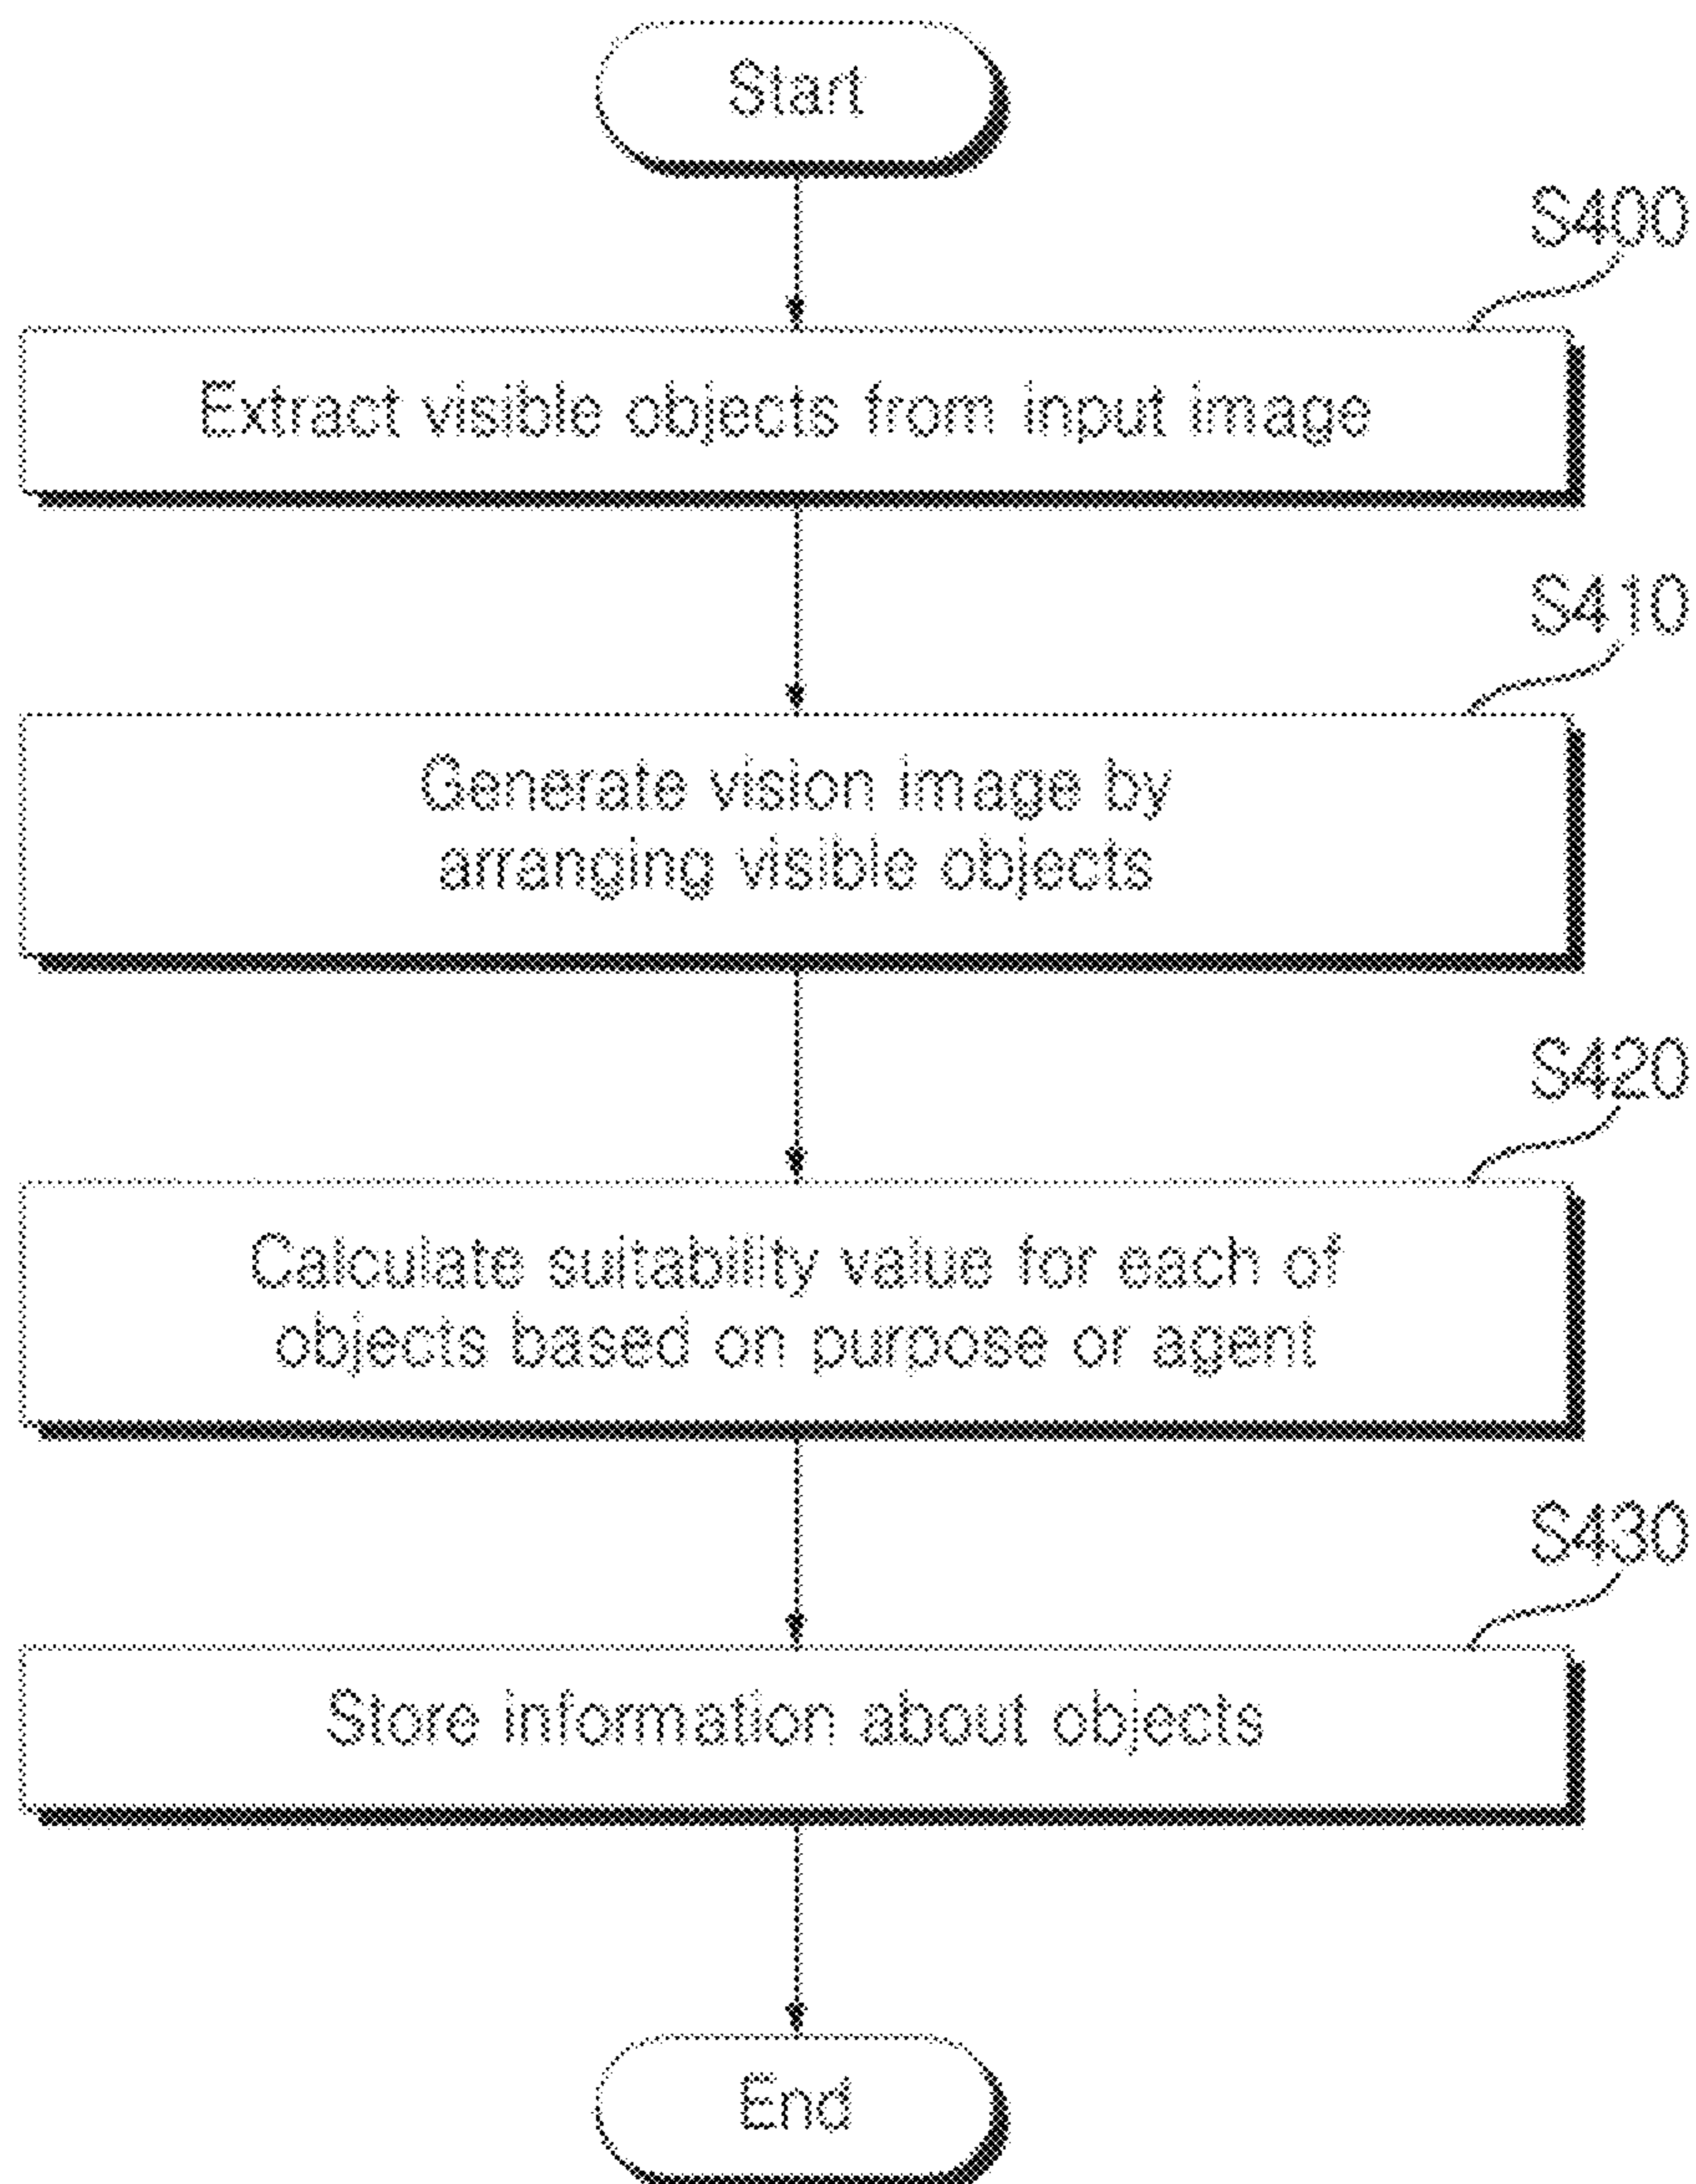 Start
S400
Extract visible objects from input image
S410
Generate vision image by
arranging visible objects
S420
Calculate suitability value for each of
objects based on purpose or agent
S430
Store information about objects
End